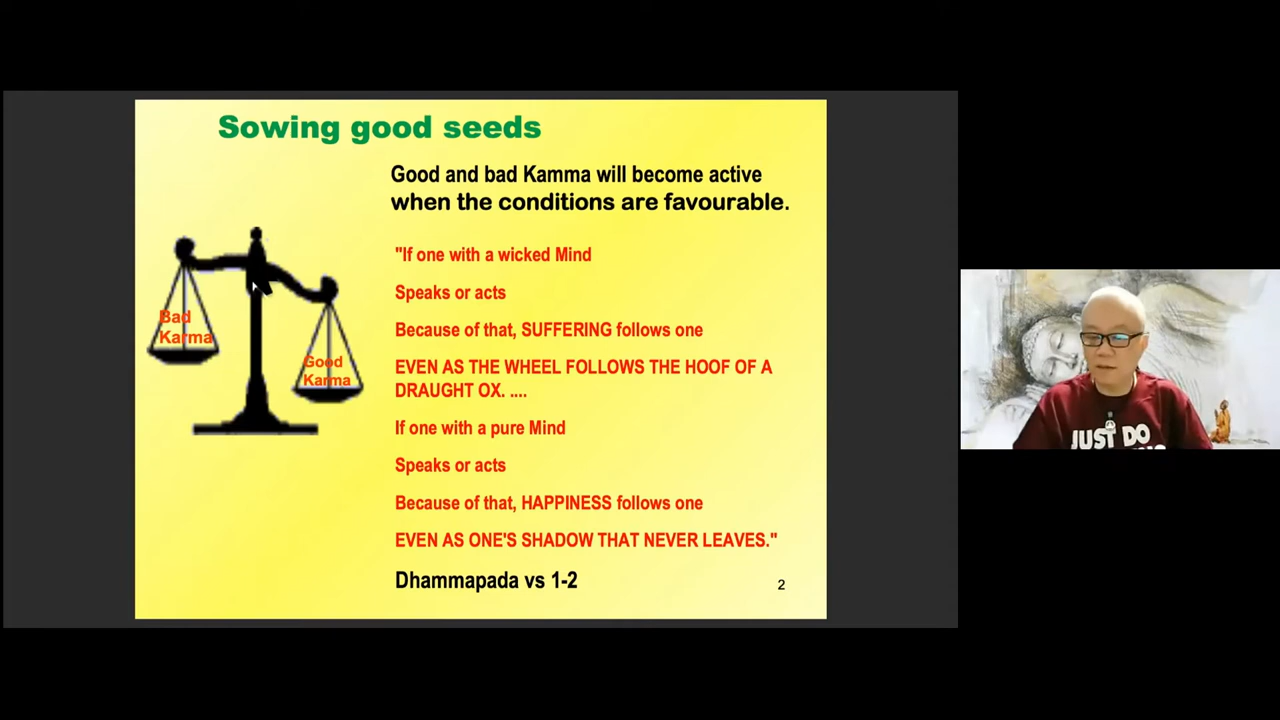 Sowing good seeds
Good and bad Kamma will become active
when the conditions are favourable.
"If one with a wicked Mind
Speaks or acts
Because of that, SUFFERING follows one
EVEN AS THE WHEEL FOLLOWS THE HOOF OF A
DRAUGHT OX. ....
If one with a pure Mind
Speaks or acts
Because of that, HAPPINESS follows one
EVEN AS ONE'S SHADOW THAT NEVER LEAVES."
Dhammapada vs 1-2
2
Bad
Karma
Good
Karma
JUST DO